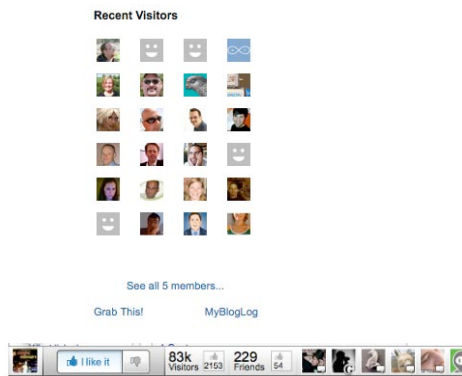 Recent Visitors
See all 5 members...
Grab This! MyBlogLog
I like it 83k Visitors 2153 229 Friends 54